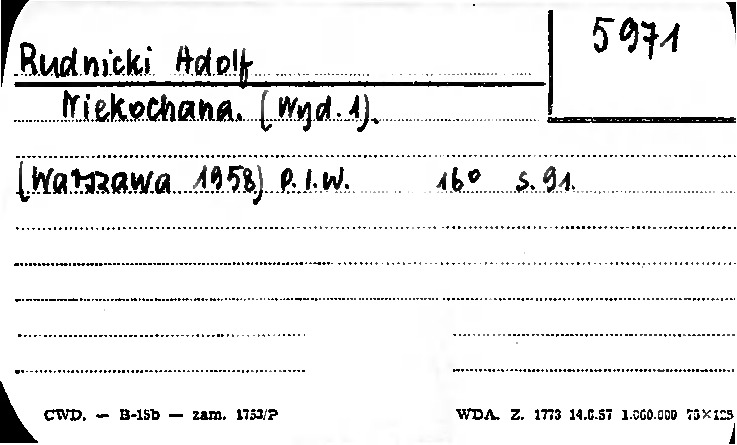 5971
Rudnicki Adolf
Niekochana. [Wyd. 1].
[Warszawa 1958] P.I.W. 16° s. 91.
CWD. — B-15b — zam. 1753/P
WDA. Z. 1773 14.6.57 1.060.000 75×125